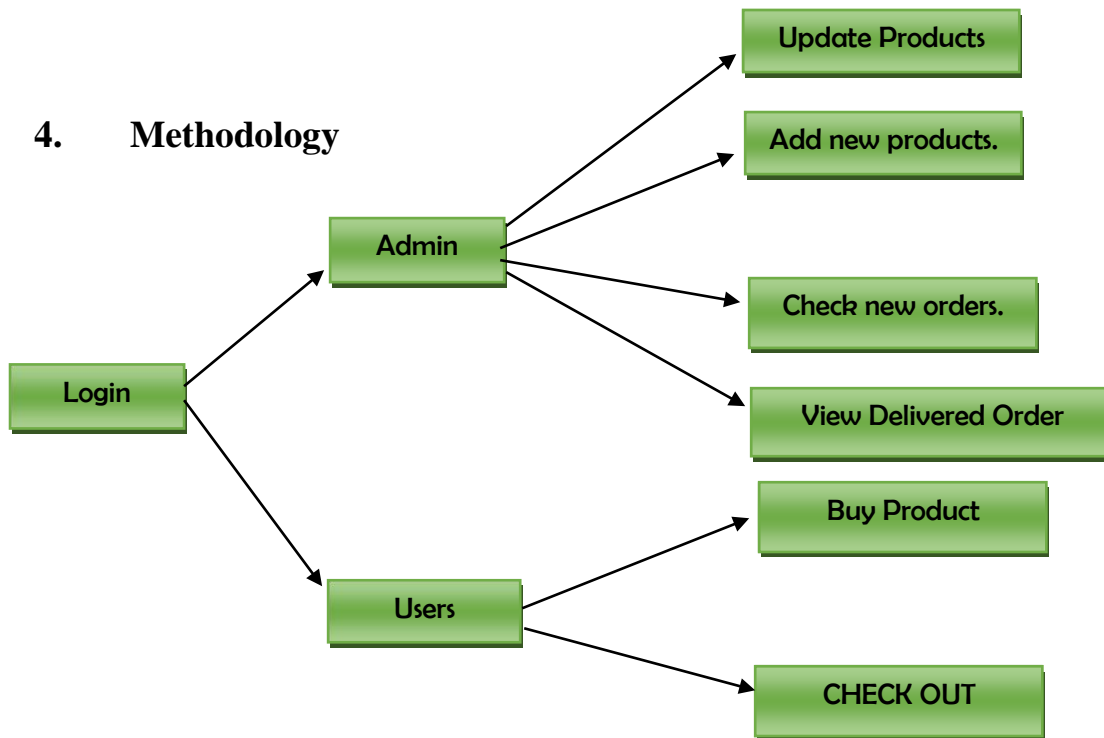 4. Methodology
Update Products
Add new products.
Admin
Check new orders.
Login
View Delivered Order
Buy Product
Users
CHECK OUT